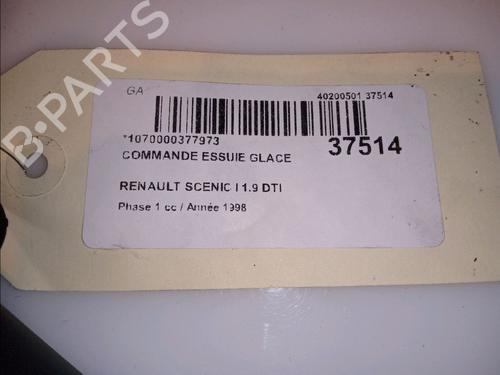 B-PARTS
GA
40200501 37514
*1070000377973
37514
COMMANDE ESSUIE GLACE
RENAULT SCENIC I 1.9 DTI
Phase 1 cc / Année 1998